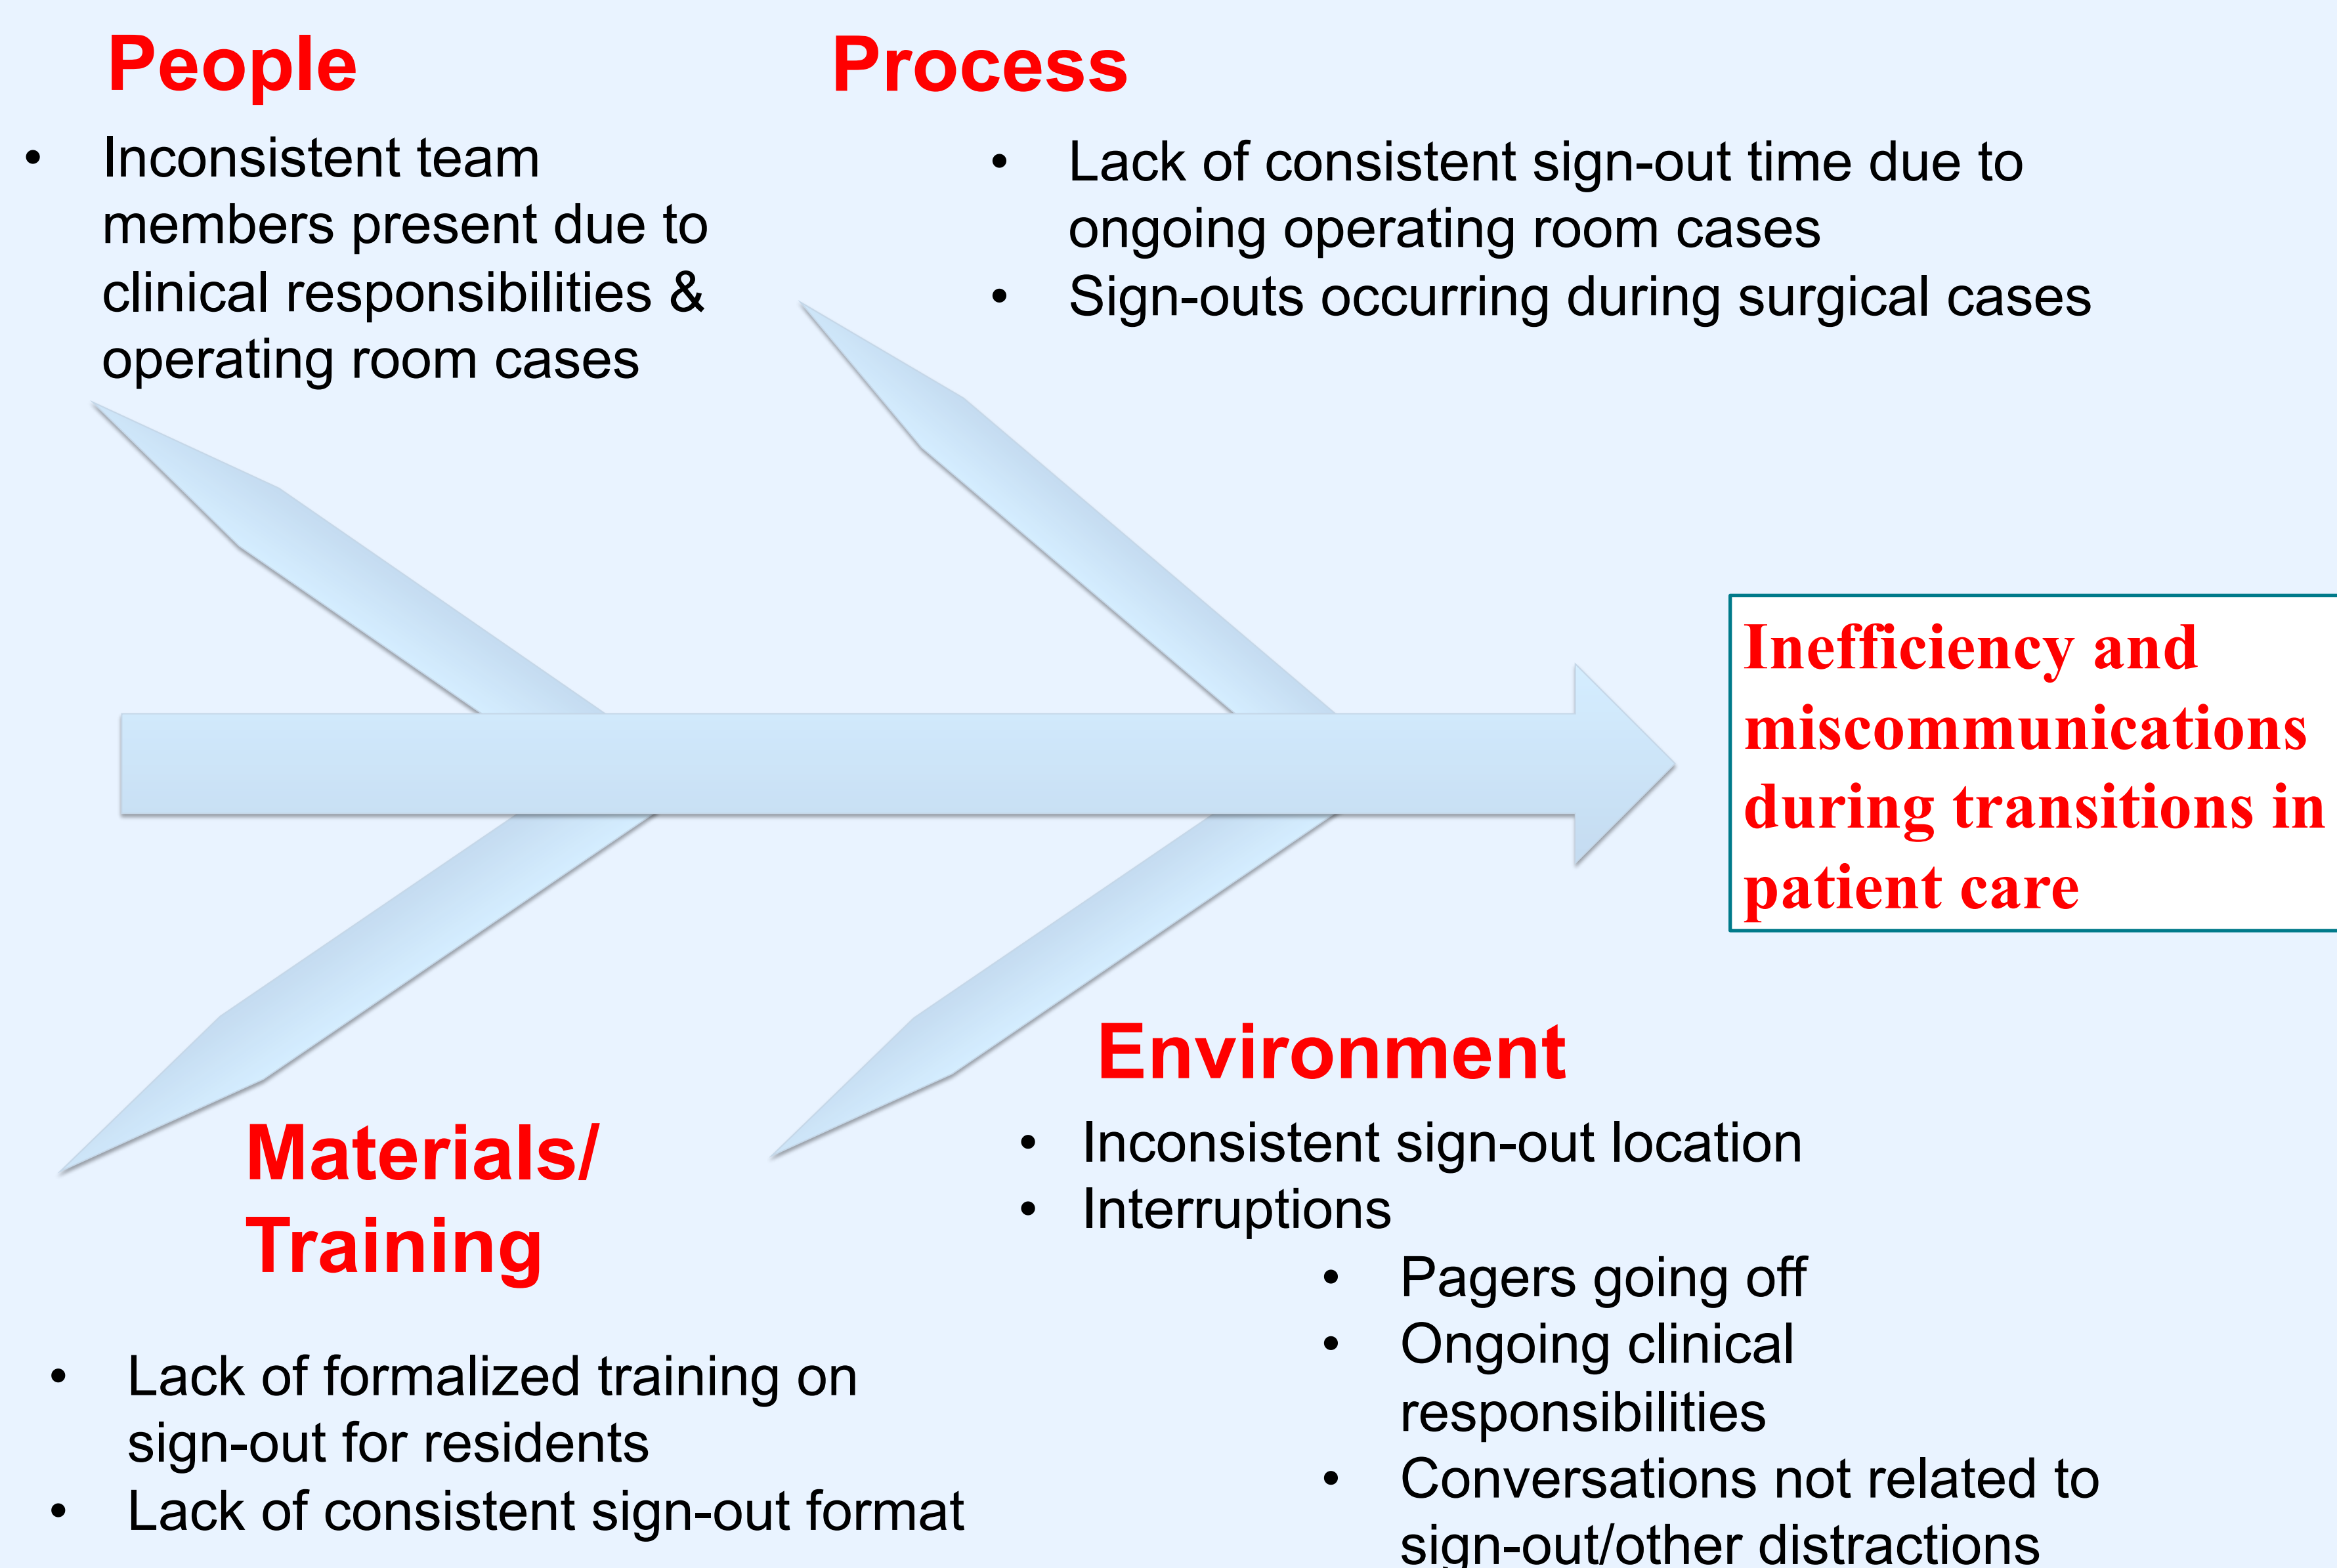 People
• Inconsistent team
members present due to
clinical responsibilities &
operating room cases
Process
• Lack of consistent sign-out time due to
ongoing operating room cases
• Sign-outs occurring during surgical cases
Inefficiency and
miscommunications
during transitions in
patient care
Materials/
Training
• Lack of formalized training on
sign-out for residents
• Lack of consistent sign-out format
Environment
• Inconsistent sign-out location
• Interruptions
• Pagers going off
• Ongoing clinical
responsibilities
• Conversations not related to
sign-out/other distractions